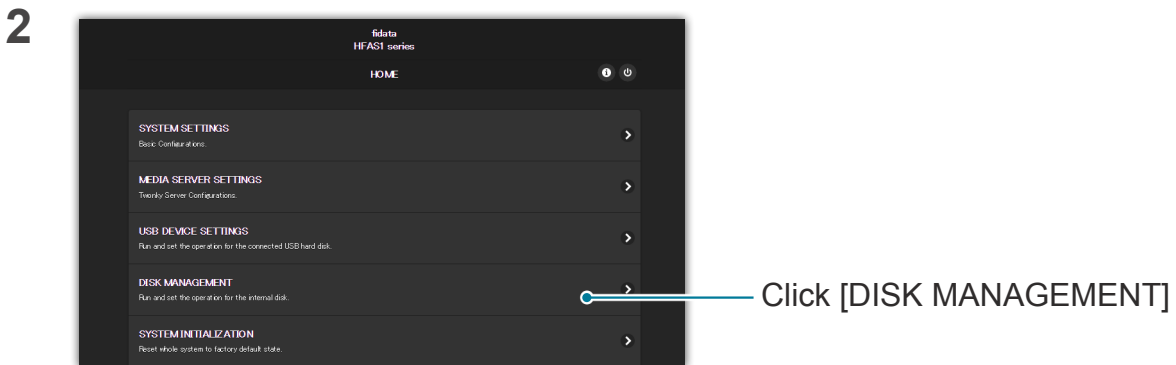 2
fidata
HFAS1 series
HOME
SYSTEM SETTINGS
Basic Configurations.
MEDIA SERVER SETTINGS
Twonky Server Configurations.
USB DEVICE SETTINGS
Run and set the operation for the connected USB hard disk.
DISK MANAGEMENT
Run and set the operation for the internal disk.
Click [DISK MANAGEMENT]
SYSTEM INITIALIZATION
Reset whole system to factory default state.